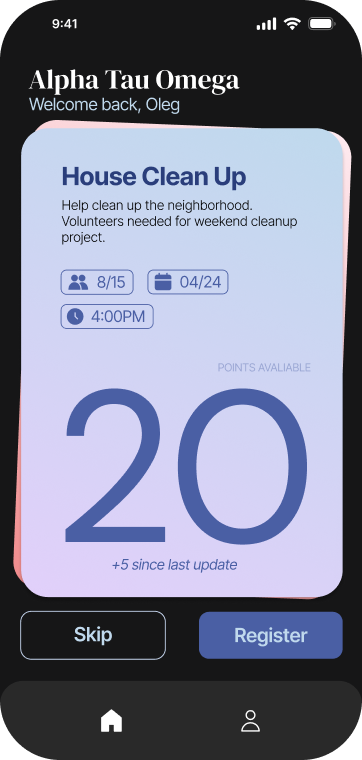 9:41
Alpha Tau Omega
Welcome back, Oleg
House Clean Up
Help clean up the neighborhood.
Volunteers needed for weekend cleanup
project.
8/15 04/24
4:00PM
POINTS AVALIABLE
20
+5 since last update
Skip Register